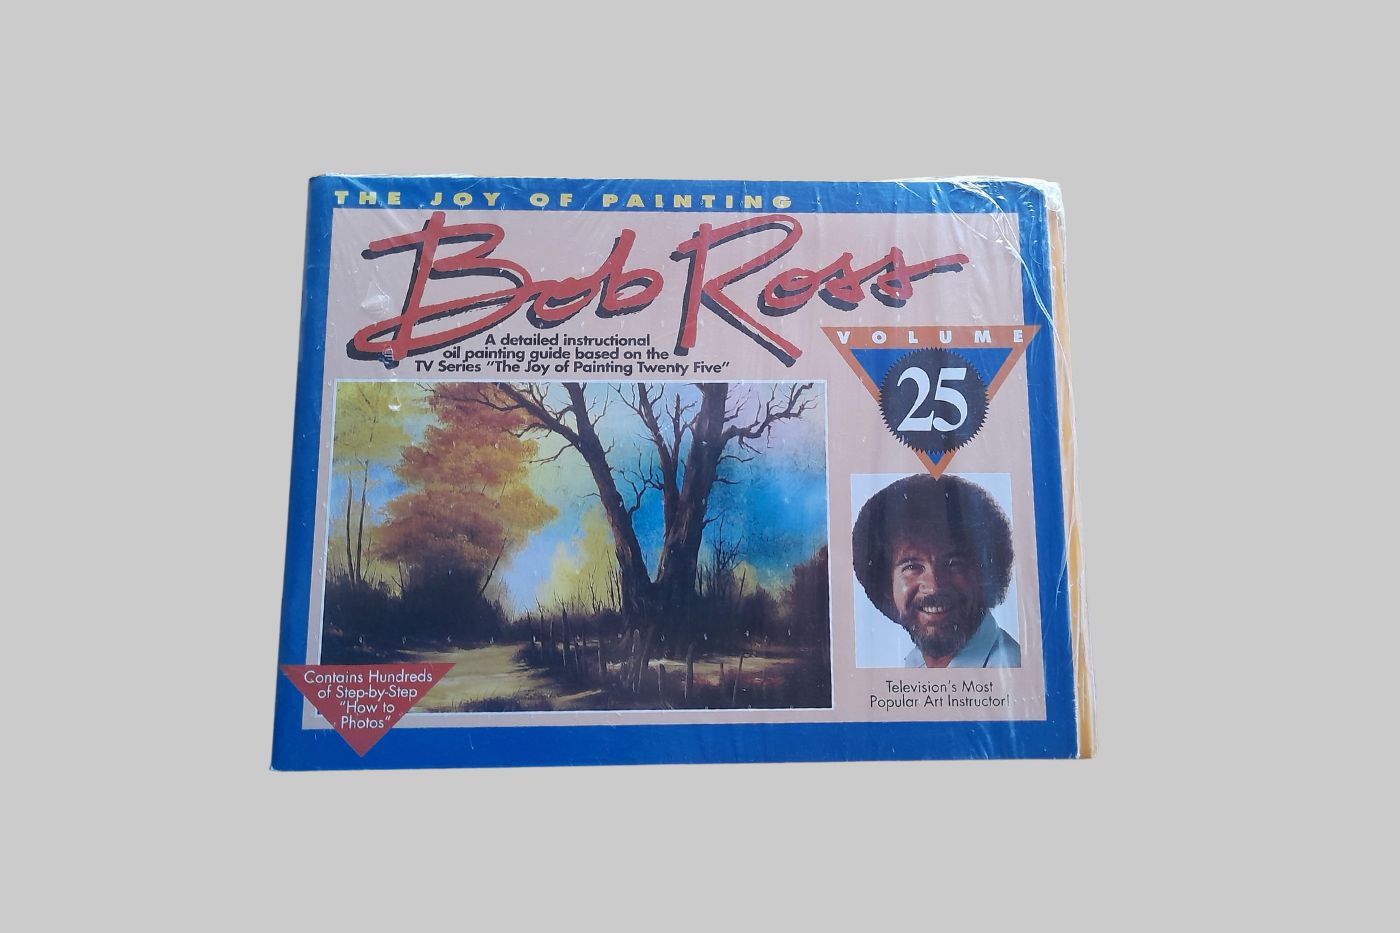 THE JOY OF PAINTING
Bob Ross
A detailed instructional
oil painting guide based on the
TV Series "The Joy of Painting Twenty Five"
VOLUME
25
Contains Hundreds
of Step-by-Step
"How to
Photos"
Television's Most
Popular Art Instructor!